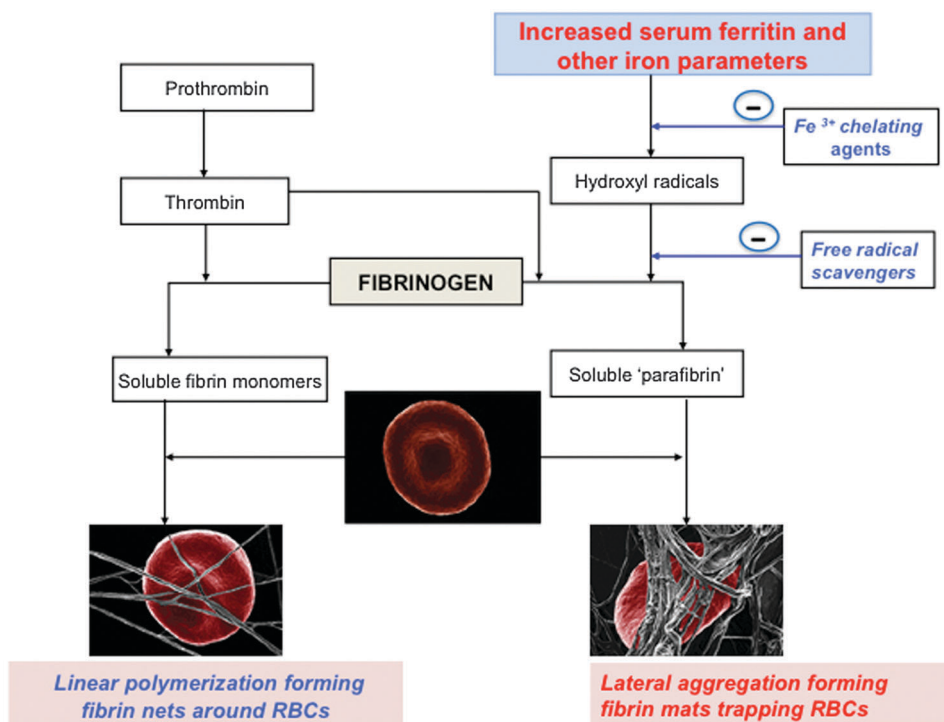 Increased serum ferritin and
other iron parameters
Prothrombin
−
Fe 3+ chelating
agents
Thrombin
Hydroxyl radicals
−
Free radical
scavengers
FIBRINOGEN
Soluble fibrin monomers
Soluble ‘parafibrin’
Linear polymerization forming
fibrin nets around RBCs
Lateral aggregation forming
fibrin mats trapping RBCs